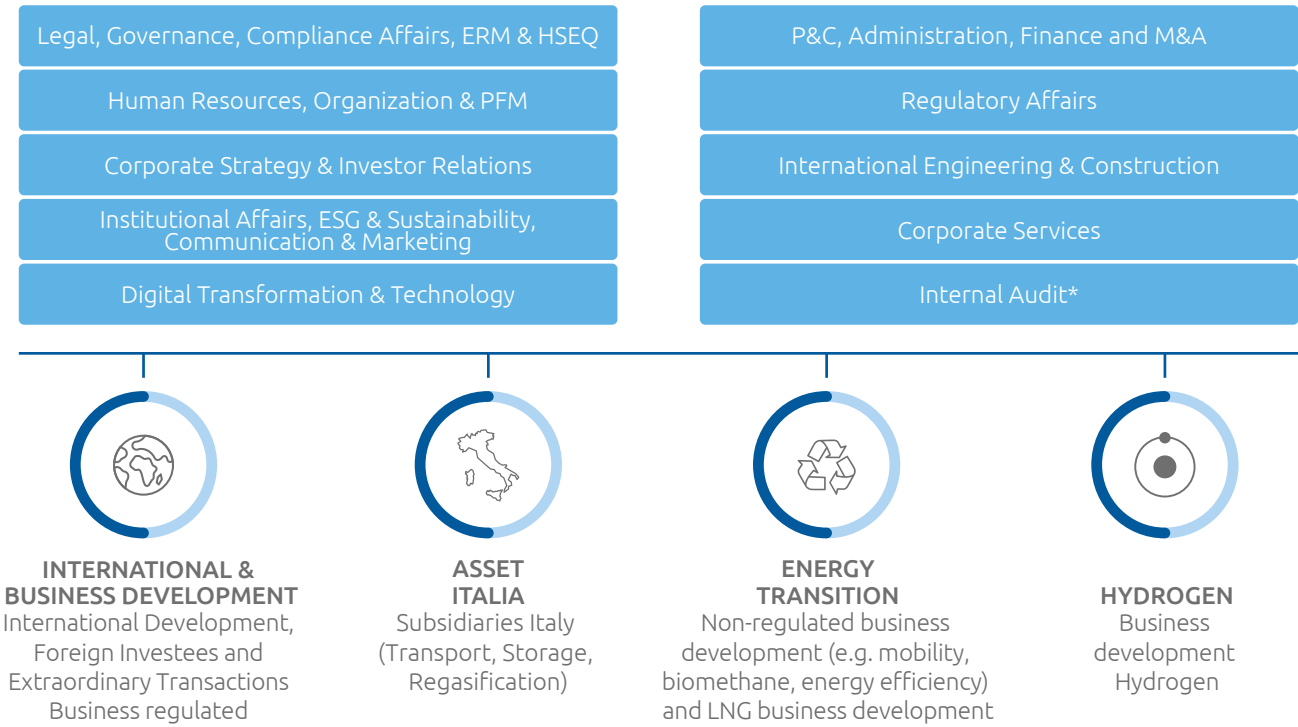 Legal, Governance, Compliance Affairs, ERM & HSEQ
Human Resources, Organization & PFM
Corporate Strategy & Investor Relations
Institutional Affairs, ESG & Sustainability,
Communication & Marketing
Digital Transformation & Technology
P&C, Administration, Finance and M&A
Regulatory Affairs
International Engineering & Construction
Corporate Services
Internal Audit*
INTERNATIONAL &
BUSINESS DEVELOPMENT
International Development,
Foreign Investees and
Extraordinary Transactions
Business regulated
ASSET
ITALIA
Subsidiaries Italy
(Transport, Storage,
Regasification)
ENERGY
TRANSITION
Non-regulated business
development (e.g. mobility,
biomethane, energy efficiency)
and LNG business development
HYDROGEN
Business
development
Hydrogen